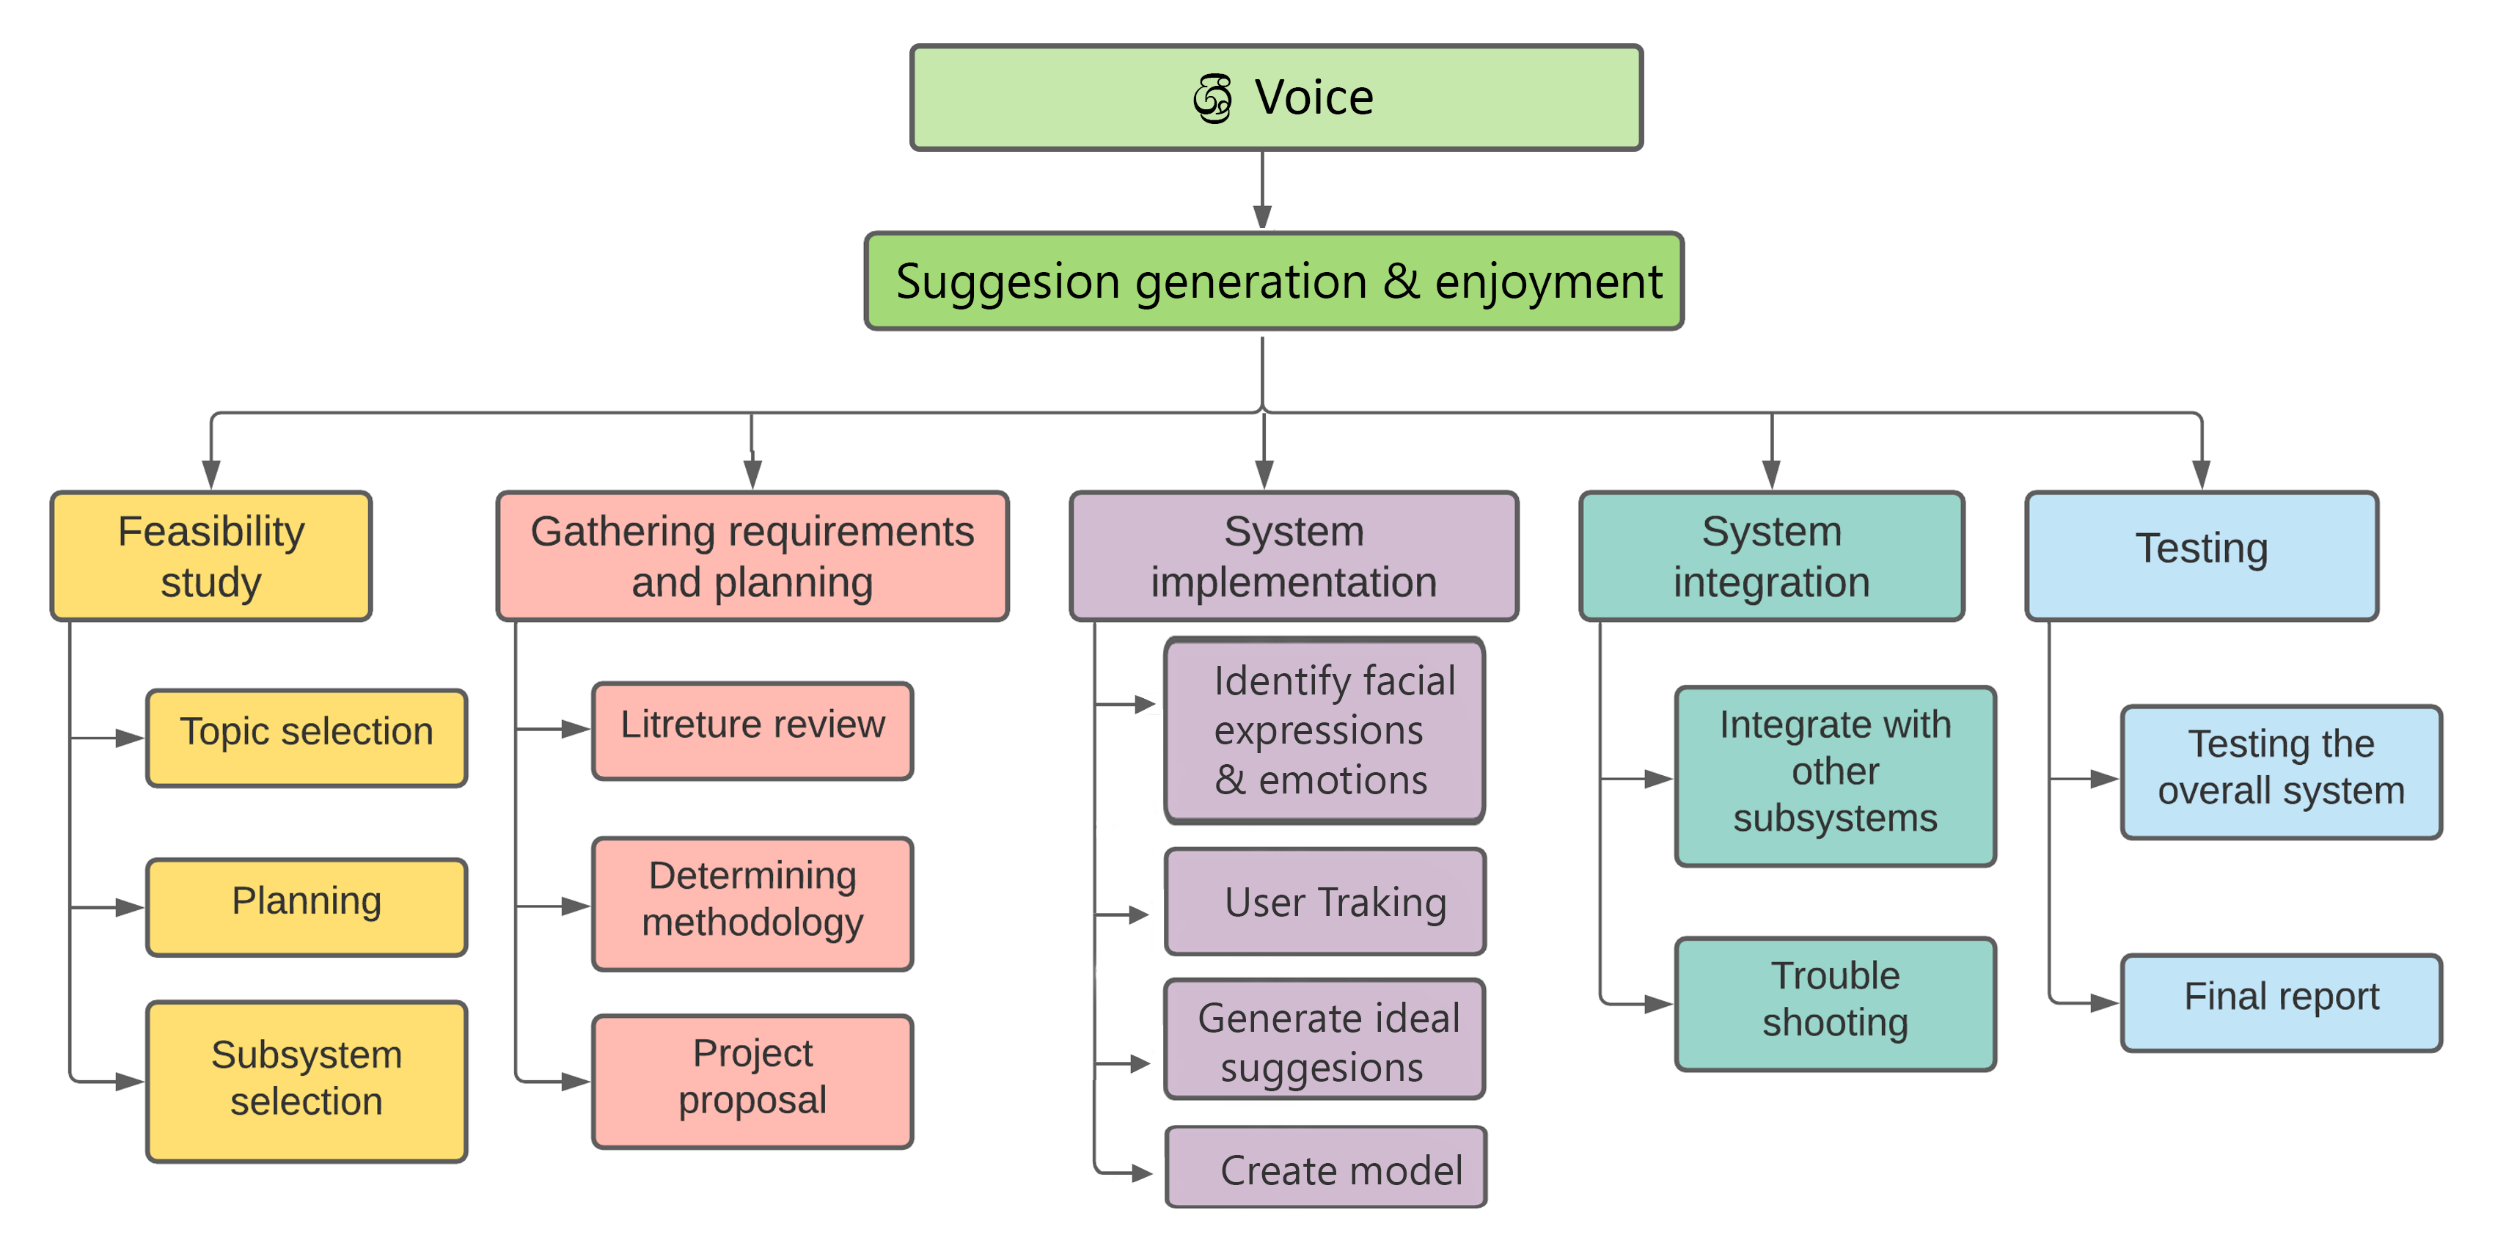 ශ්‍රී Voice
Suggesion generation & enjoyment
Feasibility
study
Gathering requirements
and planning
System
implementation
System
integration
Testing
Topic selection
Planning
Subsystem
selection
Litreture review
Determining
methodology
Project
proposal
Identify facial
expressions
& emotions
User Traking
Generate ideal
suggesions
Create model
Integrate with
other
subsystems
Trouble
shooting
Testing the
overall system
Final report